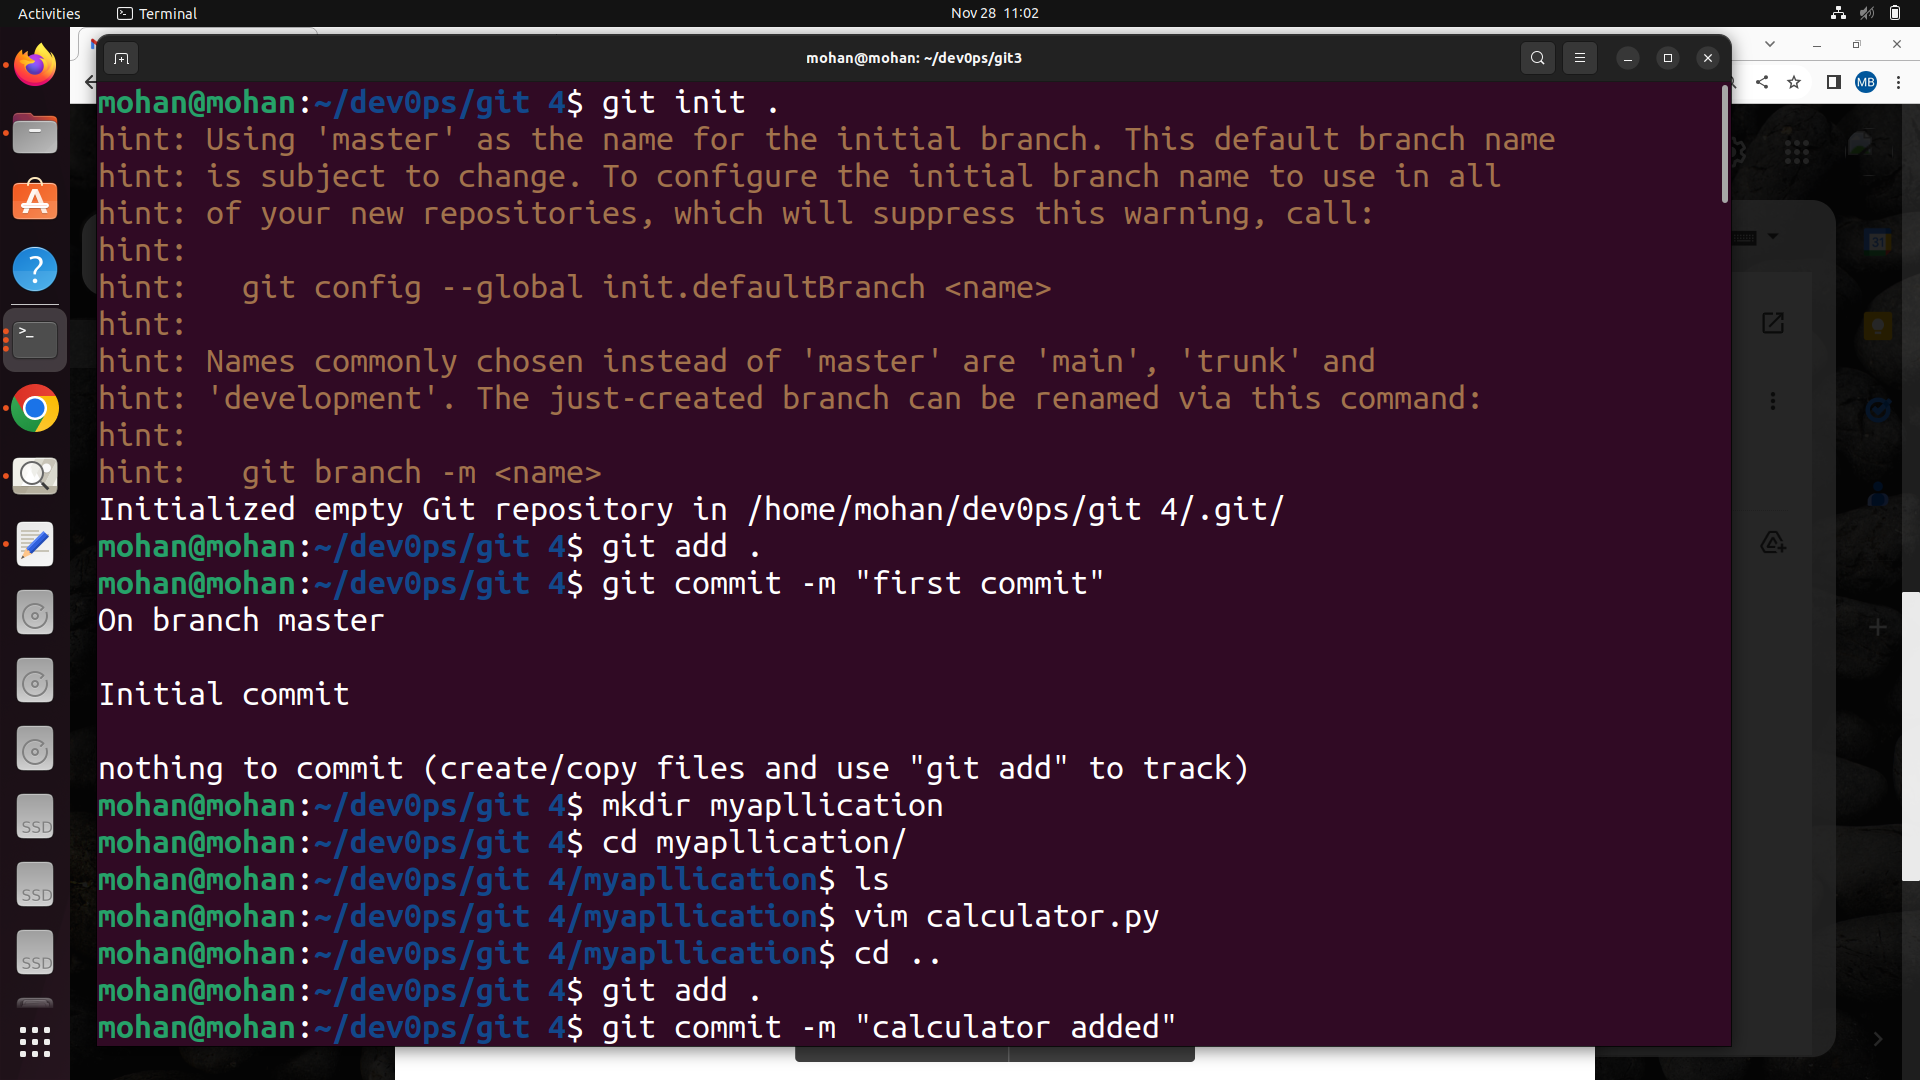 Activities
Terminal
Nov 28 11:02
mohan@mohan: ~/dev0ps/git3
MB
mohan@mohan:~/dev0ps/git 4$ git init .
hint: Using 'master' as the name for the initial branch. This default branch name
hint: is subject to change. To configure the initial branch name to use in all
hint: of your new repositories, which will suppress this warning, call:
hint:
hint:   git config --global init.defaultBranch <name>
hint:
hint: Names commonly chosen instead of 'master' are 'main', 'trunk' and
hint: 'development'. The just-created branch can be renamed via this command:
hint:
hint:   git branch -m <name>
Initialized empty Git repository in /home/mohan/dev0ps/git 4/.git/
mohan@mohan:~/dev0ps/git 4$ git add .
mohan@mohan:~/dev0ps/git 4$ git commit -m "first commit"
On branch master
Initial commit
nothing to commit (create/copy files and use "git add" to track)
mohan@mohan:~/dev0ps/git 4$ mkdir myapllication
mohan@mohan:~/dev0ps/git 4$ cd myapllication/
mohan@mohan:~/dev0ps/git 4/myapllication$ ls
mohan@mohan:~/dev0ps/git 4/myapllication$ vim calculator.py
mohan@mohan:~/dev0ps/git 4/myapllication$ cd ..
mohan@mohan:~/dev0ps/git 4$ git add .
mohan@mohan:~/dev0ps/git 4$ git commit -m "calculator added"
SSD
SSD
SSD
31